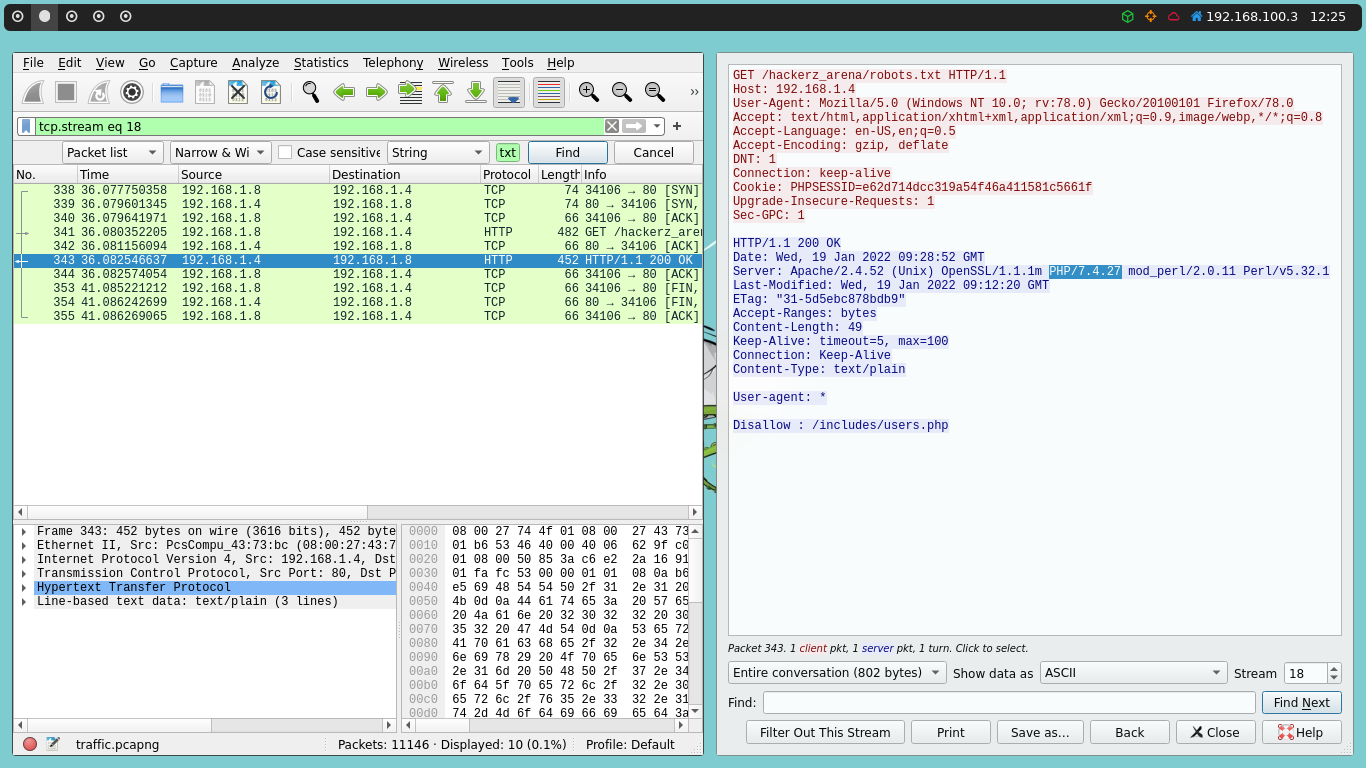 192.168.100.3 12:25
File Edit View Go Capture Analyze Statistics Telephony Wireless Tools Help
tcp.stream eq 18
Packet list Narrow & Wi Case sensitive String txt Find Cancel
No. Time Source Destination Protocol Length Info
338 36.077750358 192.168.1.8 192.168.1.4 TCP 74 34106 → 80 [SYN]
339 36.079601345 192.168.1.4 192.168.1.8 TCP 74 80 → 34106 [SYN,
340 36.079641971 192.168.1.8 192.168.1.4 TCP 66 34106 → 80 [ACK]
341 36.080352205 192.168.1.8 192.168.1.4 HTTP 482 GET /hackerz_aren
342 36.081156094 192.168.1.4 192.168.1.8 TCP 66 80 → 34106 [ACK]
343 36.082546637 192.168.1.4 192.168.1.8 HTTP 452 HTTP/1.1 200 OK
344 36.082574054 192.168.1.8 192.168.1.4 TCP 66 34106 → 80 [ACK]
353 41.085221212 192.168.1.8 192.168.1.4 TCP 66 34106 → 80 [FIN,
354 41.086242699 192.168.1.4 192.168.1.8 TCP 66 80 → 34106 [FIN,
355 41.086269065 192.168.1.8 192.168.1.4 TCP 66 34106 → 80 [ACK]
Frame 343: 452 bytes on wire (3616 bits), 452 byte
Ethernet II, Src: PcsCompu_43:73:bc (08:00:27:43:7
Internet Protocol Version 4, Src: 192.168.1.4, Dst
Transmission Control Protocol, Src Port: 80, Dst P
Hypertext Transfer Protocol
Line-based text data: text/plain (3 lines)
0000 08 00 27 74 4f 01 08 00 27 43 73
0010 01 b6 53 46 40 00 40 06 62 9f c0
0020 01 08 00 50 85 3a c6 e2 2a 16 91
0030 01 fa fc 53 00 00 01 01 08 0a b6
0040 e5 69 48 54 54 50 2f 31 2e 31 20
0050 4b 0d 0a 44 61 74 65 3a 20 57 65
0060 20 4a 61 6e 20 32 30 32 32 20 30
0070 35 32 20 47 4d 54 0d 0a 53 65 72
0080 41 70 61 63 68 65 2f 32 2e 34 2e
0090 6e 69 78 29 20 4f 70 65 6e 53 53
00a0 2e 31 6d 20 50 48 50 2f 37 2e 34
00b0 6f 64 5f 70 65 72 6c 2f 32 2e 30
00c0 65 72 6c 2f 76 35 2e 33 32 2e 31
00d0 74 2d 4d 6f 64 69 66 69 65 64 3a
traffic.pcapng Packets: 11146 · Displayed: 10 (0.1%) Profile: Default
GET /hackerz_arena/robots.txt HTTP/1.1
Host: 192.168.1.4
User-Agent: Mozilla/5.0 (Windows NT 10.0; rv:78.0) Gecko/20100101 Firefox/78.0
Accept: text/html,application/xhtml+xml,application/xml;q=0.9,image/webp,*/*;q=0.8
Accept-Language: en-US,en;q=0.5
Accept-Encoding: gzip, deflate
DNT: 1
Connection: keep-alive
Cookie: PHPSESSID=e62d714dcc319a54f46a411581c5661f
Upgrade-Insecure-Requests: 1
Sec-GPC: 1
HTTP/1.1 200 OK
Date: Wed, 19 Jan 2022 09:28:52 GMT
Server: Apache/2.4.52 (Unix) OpenSSL/1.1.1m PHP/7.4.27 mod_perl/2.0.11 Perl/v5.32.1
Last-Modified: Wed, 19 Jan 2022 09:12:20 GMT
ETag: "31-5d5ebc878bdb9"
Accept-Ranges: bytes
Content-Length: 49
Keep-Alive: timeout=5, max=100
Connection: Keep-Alive
Content-Type: text/plain
User-agent: *
Disallow : /includes/users.php
Packet 343. 1 client pkt, 1 server pkt, 1 turn. Click to select.
Entire conversation (802 bytes) Show data as ASCII Stream 18
Find: Find Next
Filter Out This Stream Print Save as... Back Close Help